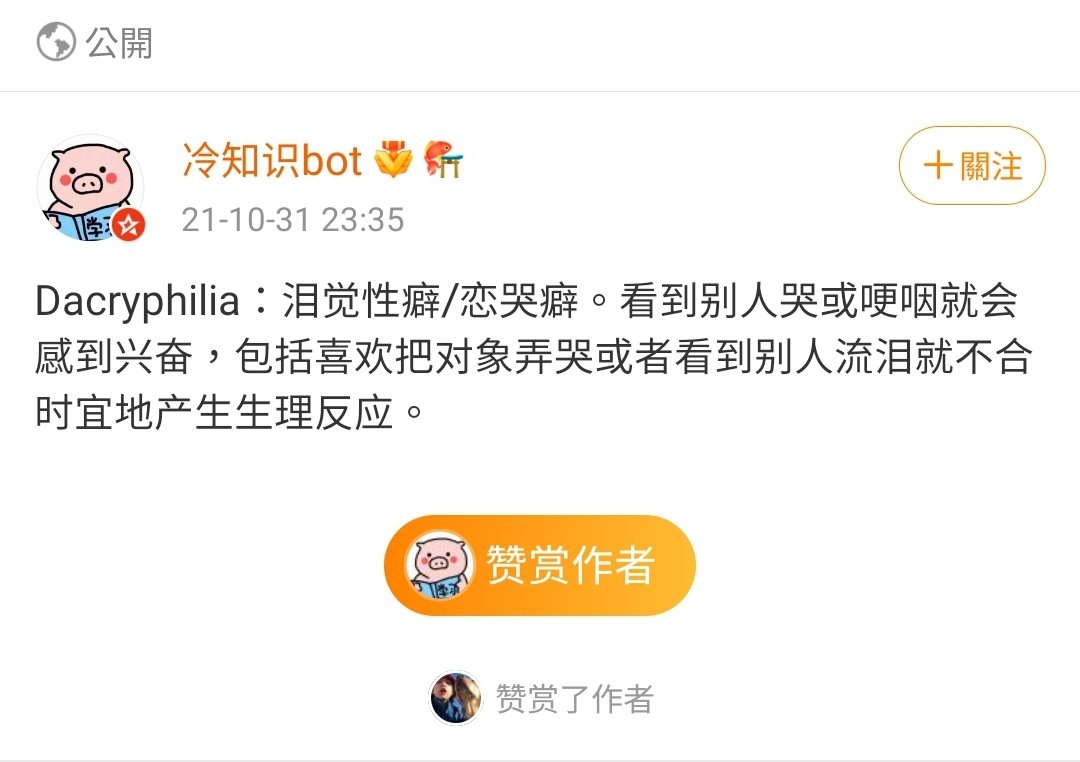 公開
冷知识bot
21-10-31 23:35
＋關注
Dacryphilia：泪觉性癖/恋哭癖。看到别人哭或哽咽就会
感到兴奋，包括喜欢把对象弄哭或者看到别人流泪就不合
时宜地产生生理反应。
赞赏作者
赞赏了作者